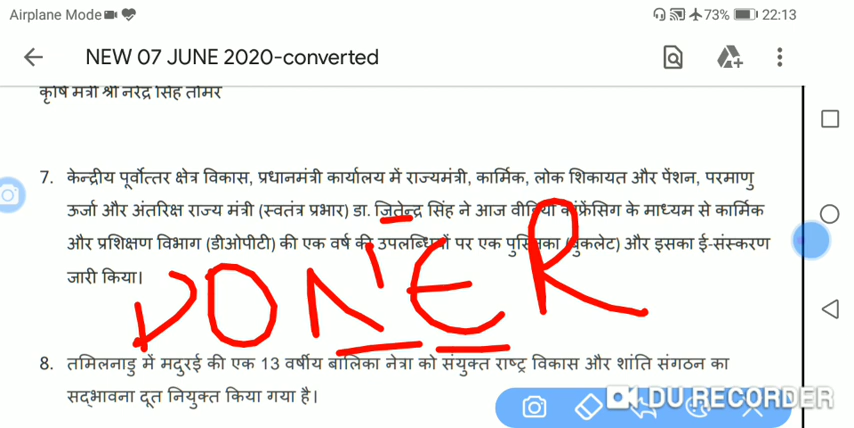 Airplane Mode 73% 22:13
NEW 07 JUNE 2020-converted
कृषि मंत्री श्री नरेंद्र सिंह तोमर
7. केन्द्रीय पूर्वोत्तर क्षेत्र विकास, प्रधानमंत्री कार्यालय में राज्यमंत्री, कार्मिक, लोक शिकायत और पेंशन, परमाणु
ऊर्जा और अंतरिक्ष राज्य मंत्री (स्वतंत्र प्रभार) डा. जितेन्द्र सिंह ने आज वीडियो कॉफ्रेंसिग के माध्यम से कार्मिक
और प्रशिक्षण विभाग (डीओपीटी) की एक वर्ष की उपलब्धियों पर एक पुस्तिका (बुकलेट) और इसका ई-संस्करण
जारी किया।
DONER
8. तमिलनाडु में मदुरई की एक 13 वर्षीय बालिका नेत्रा को संयुक्त राष्ट्र विकास और शांति संगठन का
सद्भावना दूत नियुक्त किया गया है।
DU RECORDER